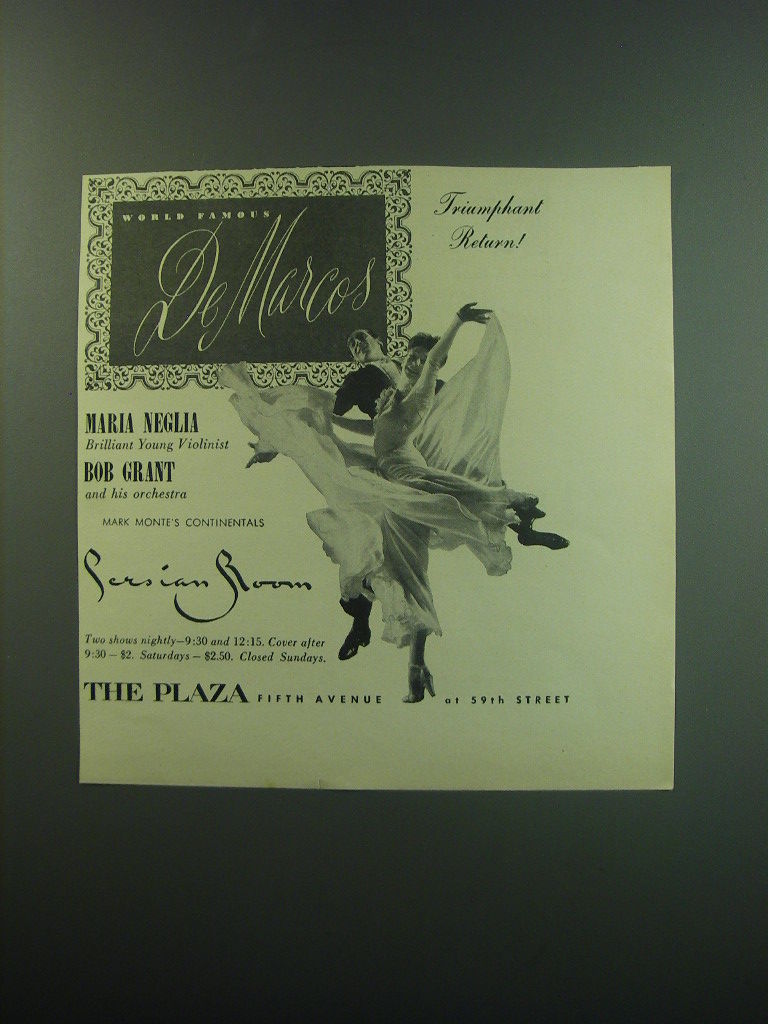 WORLD FAMOUS
De Marcos
Triumphant
Return!
MARIA NEGLIA
Brilliant Young Violinist
BOB GRANT
and his orchestra
MARK MONTE'S CONTINENTALS
Persian Room
Two shows nightly—9:30 and 12:15. Cover after
9:30 — $2. Saturdays — $2.50. Closed Sundays.
THE PLAZA FIFTH AVENUE at 59th STREET